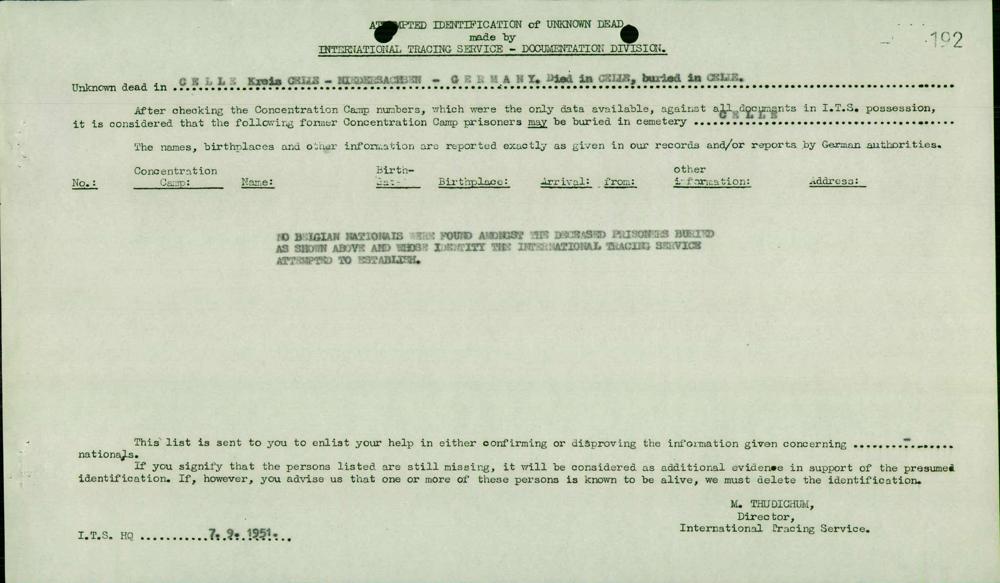 ATTEMPTED IDENTIFICATION of UNKNOWN DEAD
made by
INTERNATIONAL TRACING SERVICE - DOCUMENTATION DIVISION.
192
Unknown dead in C E L L E Kreis CELLE - NIEDERSACHSEN - G E R M A N Y. Died in CELLE, buried in CELLE.
After checking the Concentration Camp numbers, which were the only data available, against all documents in I.T.S. possession,
it is considered that the following former Concentration Camp prisoners may be buried in cemetery ...C E L L E...
The names, birthplaces and other information are reported exactly as given in our records and/or reports by German authorities.
No.: Concentration Camp: Name: Birth-date: Birthplace: Arrival: from: other information: Address:
NO BELGIAN NATIONALS WERE FOUND AMONGST THE DECEASED PRISONERS BURIED
AS SHOWN ABOVE AND WHOSE IDENTITY THE INTERNATIONAL TRACING SERVICE
ATTEMPTED TO ESTABLISH.
This list is sent to you to enlist your help in either confirming or disproving the information given concerning ........-........
nationals.
If you signify that the persons listed are still missing, it will be considered as additional evidence in support of the presumed
identification. If, however, you advise us that one or more of these persons is known to be alive, we must delete the identification.
M. THUDICHUM,
Director,
International Tracing Service.
I.T.S. HQ ..........7. 9. 1951...